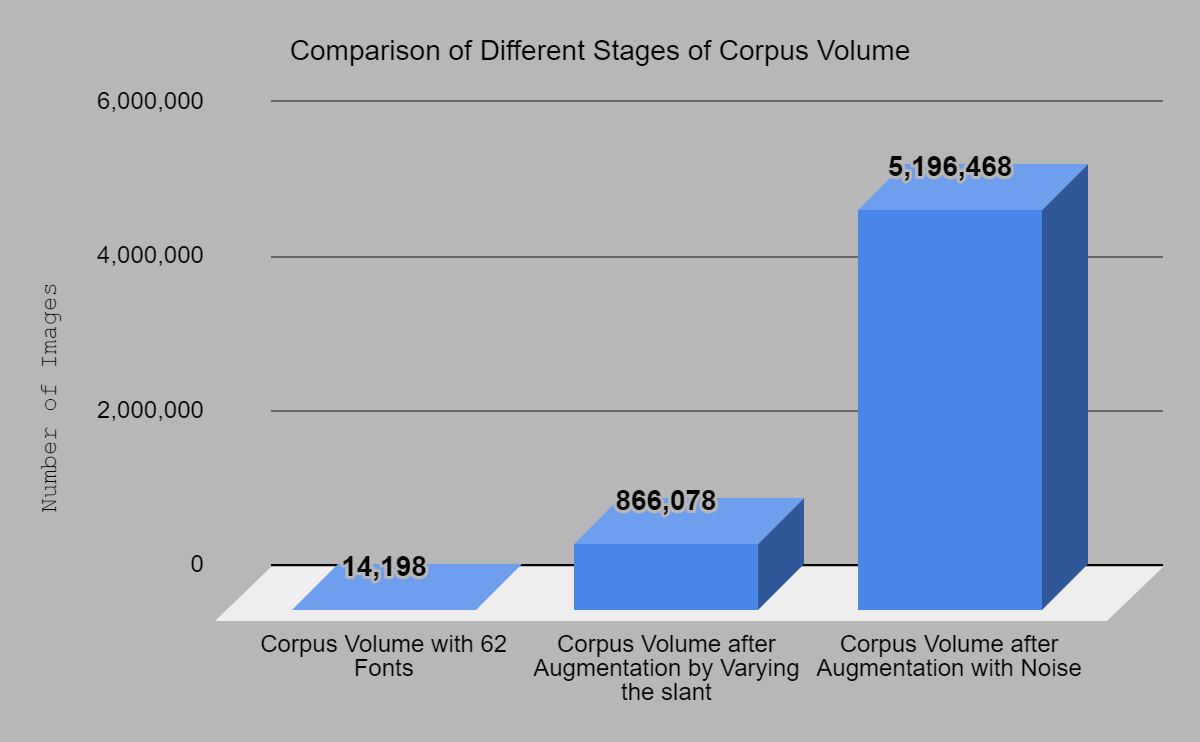 Comparison of Different Stages of Corpus Volume
Number of Images
6,000,000
4,000,000
2,000,000
0
14,198
866,078
5,196,468
Corpus Volume with 62
Fonts
Corpus Volume after
Augmentation by Varying
the slant
Corpus Volume after
Augmentation with Noise